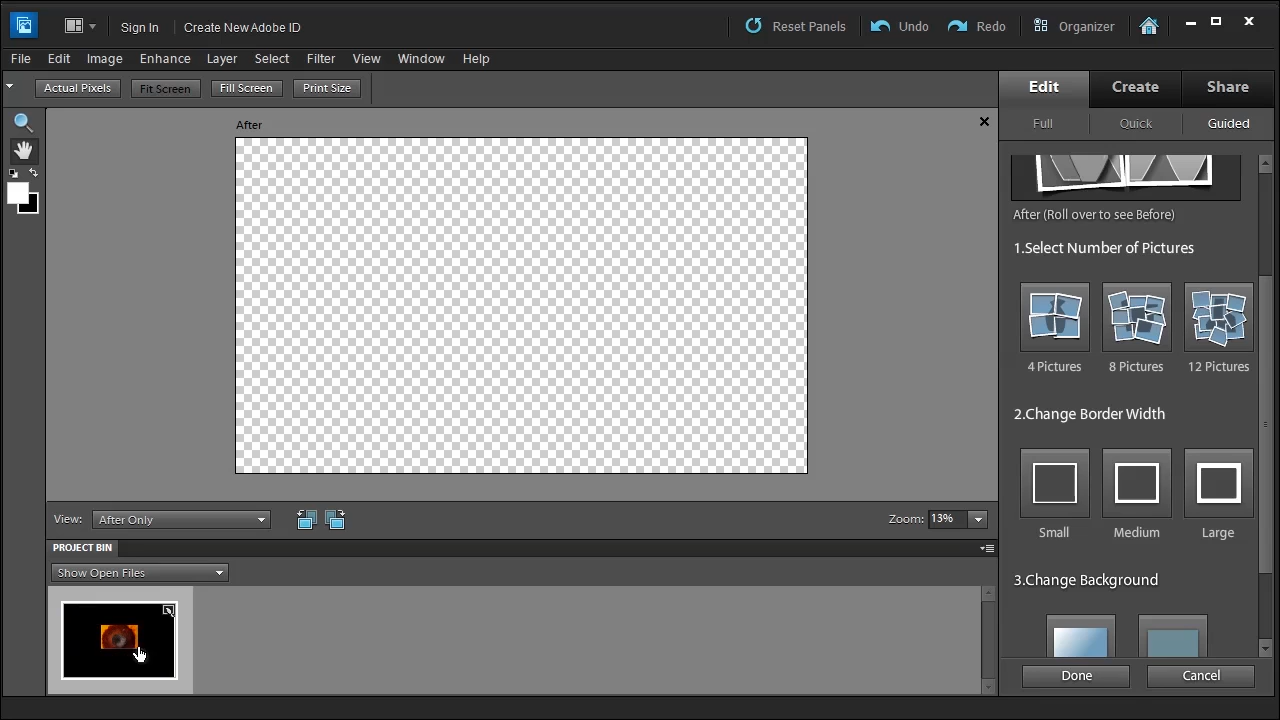 Sign In
Create New Adobe ID
Reset Panels
Undo
Redo
Organizer
File Edit Image Enhance Layer Select Filter View Window Help
Actual Pixels
Fit Screen
Fill Screen
Print Size
Edit
Create
Share
Full
Quick
Guided
After
After (Roll over to see Before)
1.Select Number of Pictures
4 Pictures
8 Pictures
12 Pictures
2.Change Border Width
Small
Medium
Large
3.Change Background
Done
Cancel
View:
After Only
Zoom:
13%
PROJECT BIN
Show Open Files